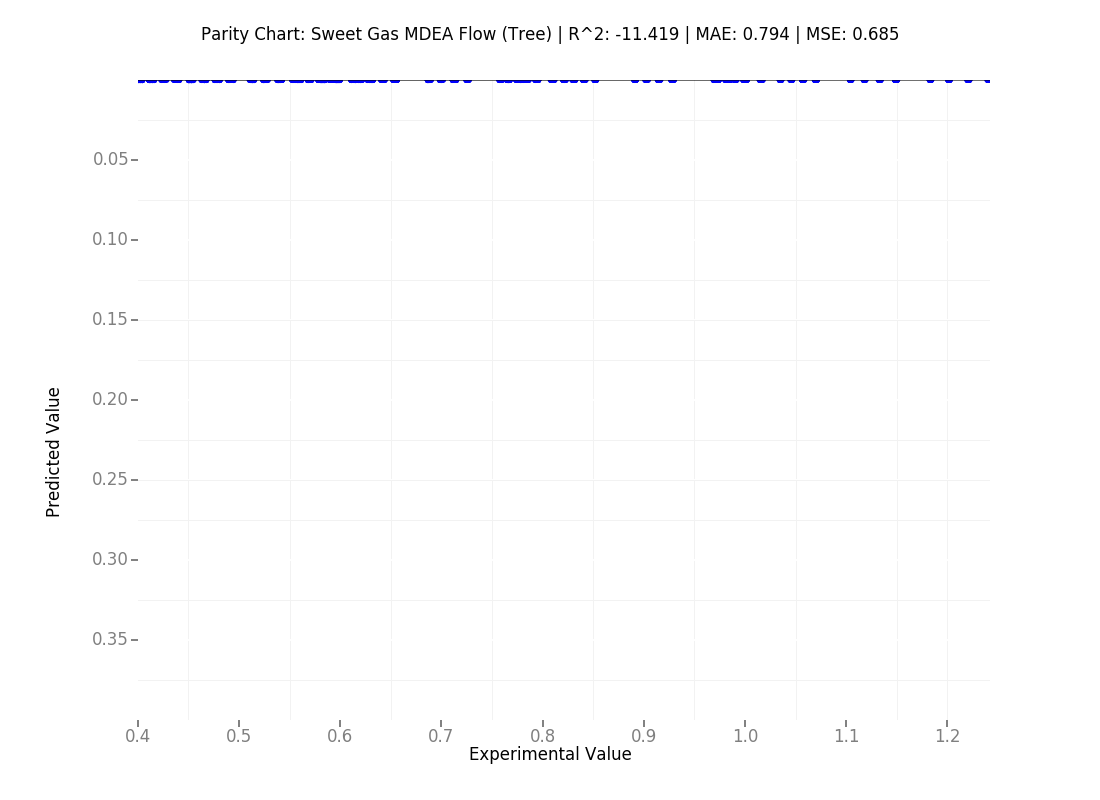 Parity Chart: Sweet Gas MDEA Flow (Tree) | R^2: -11.419 | MAE: 0.794 | MSE: 0.685
0.05
0.10
0.15
0.20
0.25
0.30
0.35
Predicted Value
0.4 0.5 0.6 0.7 0.8 0.9 1.0 1.1 1.2
Experimental Value